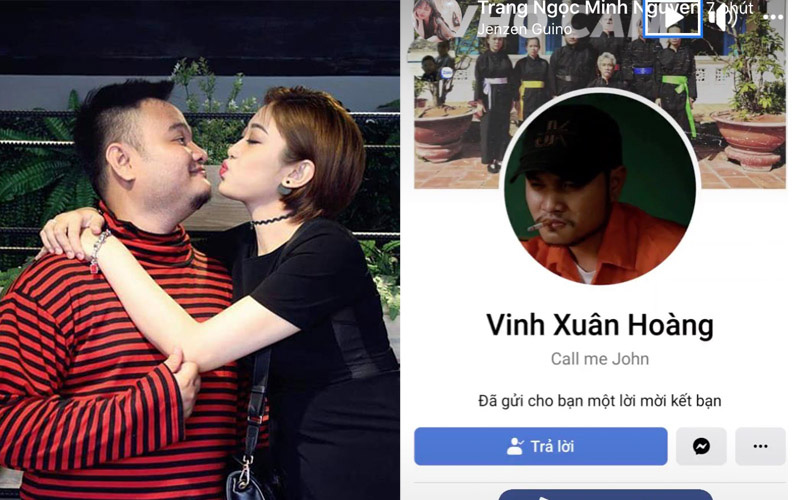 Trang Ngọc Minh Nguyễn 7 phút
Jenzen Guino
Vinh Xuân Hoàng
Call me John
Đã gửi cho bạn một lời mời kết bạn
Trả lời